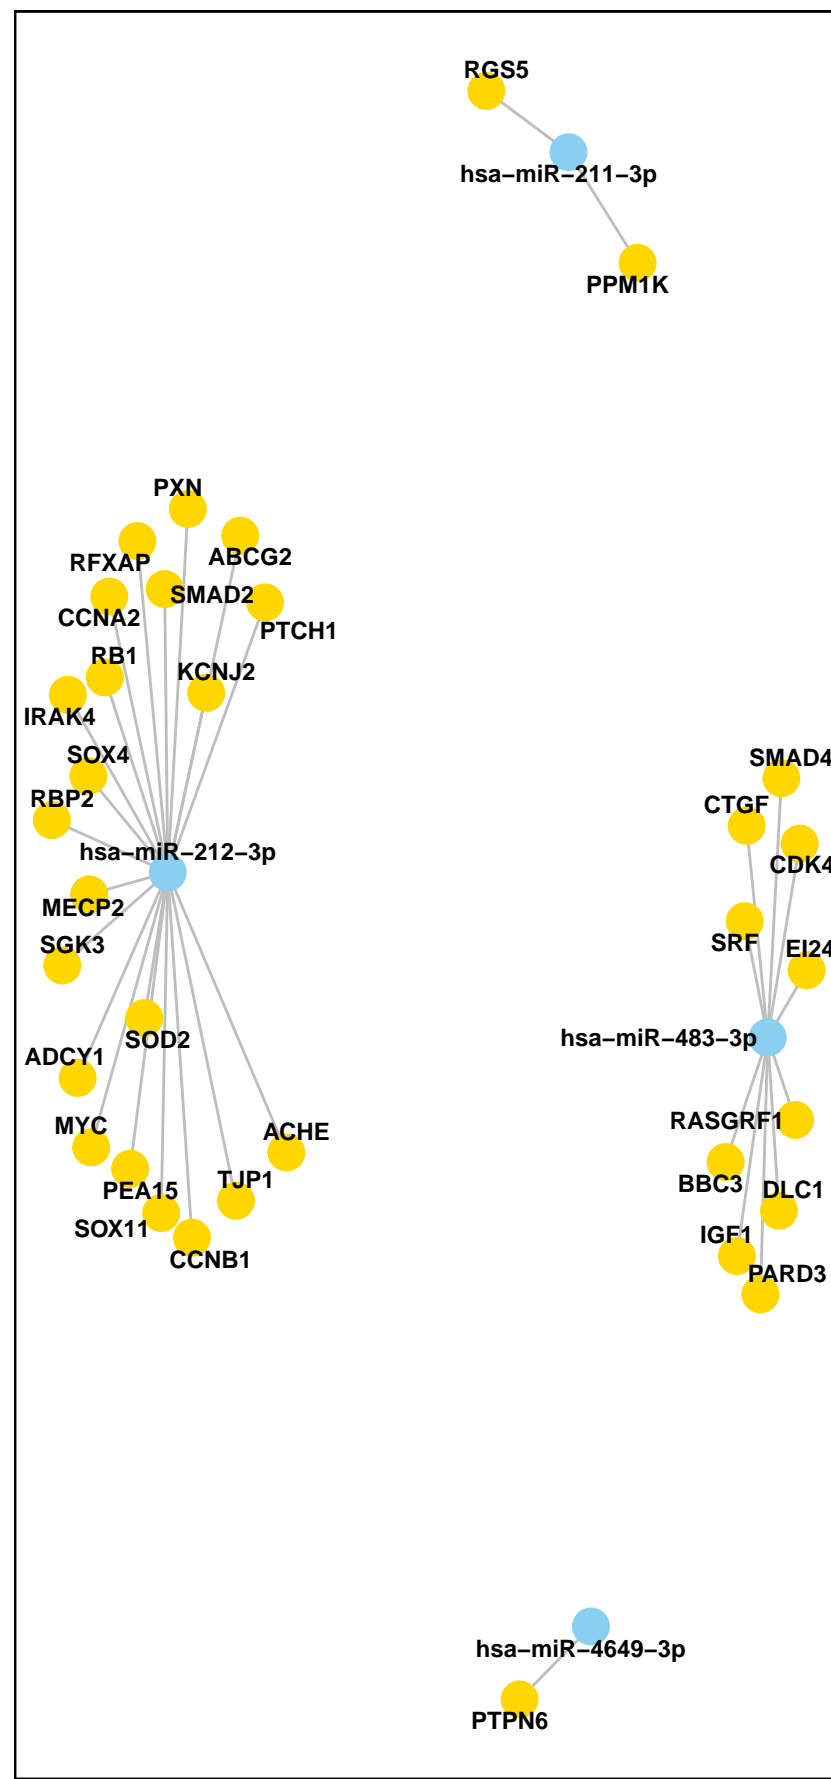 RGS5
hsa−miR−211−3p
PPM1K
PXN
ABCG2
RFXAP
SMAD2
CCNA2
PTCH1
RB1
KCNJ2
IRAK4
SOX4
SMAD4
RBP2
CTGF
hsa−miR−212−3p
CDK4
MECP2
SRF
SGK3
EI24
SOD2
hsa−miR−483−3p
ADCY1
RASGRF1
MYC
ACHE
TJP1
BBC3
PEA15
DLC1
SOX11
IGF1
CCNB1
PARD3
hsa−miR−4649−3p
PTPN6